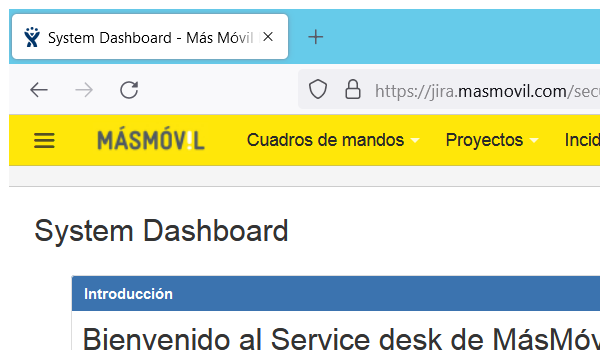 System Dashboard - Más Móvil
https://jira.masmovil.com/sec
MÁSMÓV!L Cuadros de mandos Proyectos Incid
System Dashboard
Introducción
Bienvenido al Service desk de MásMóv